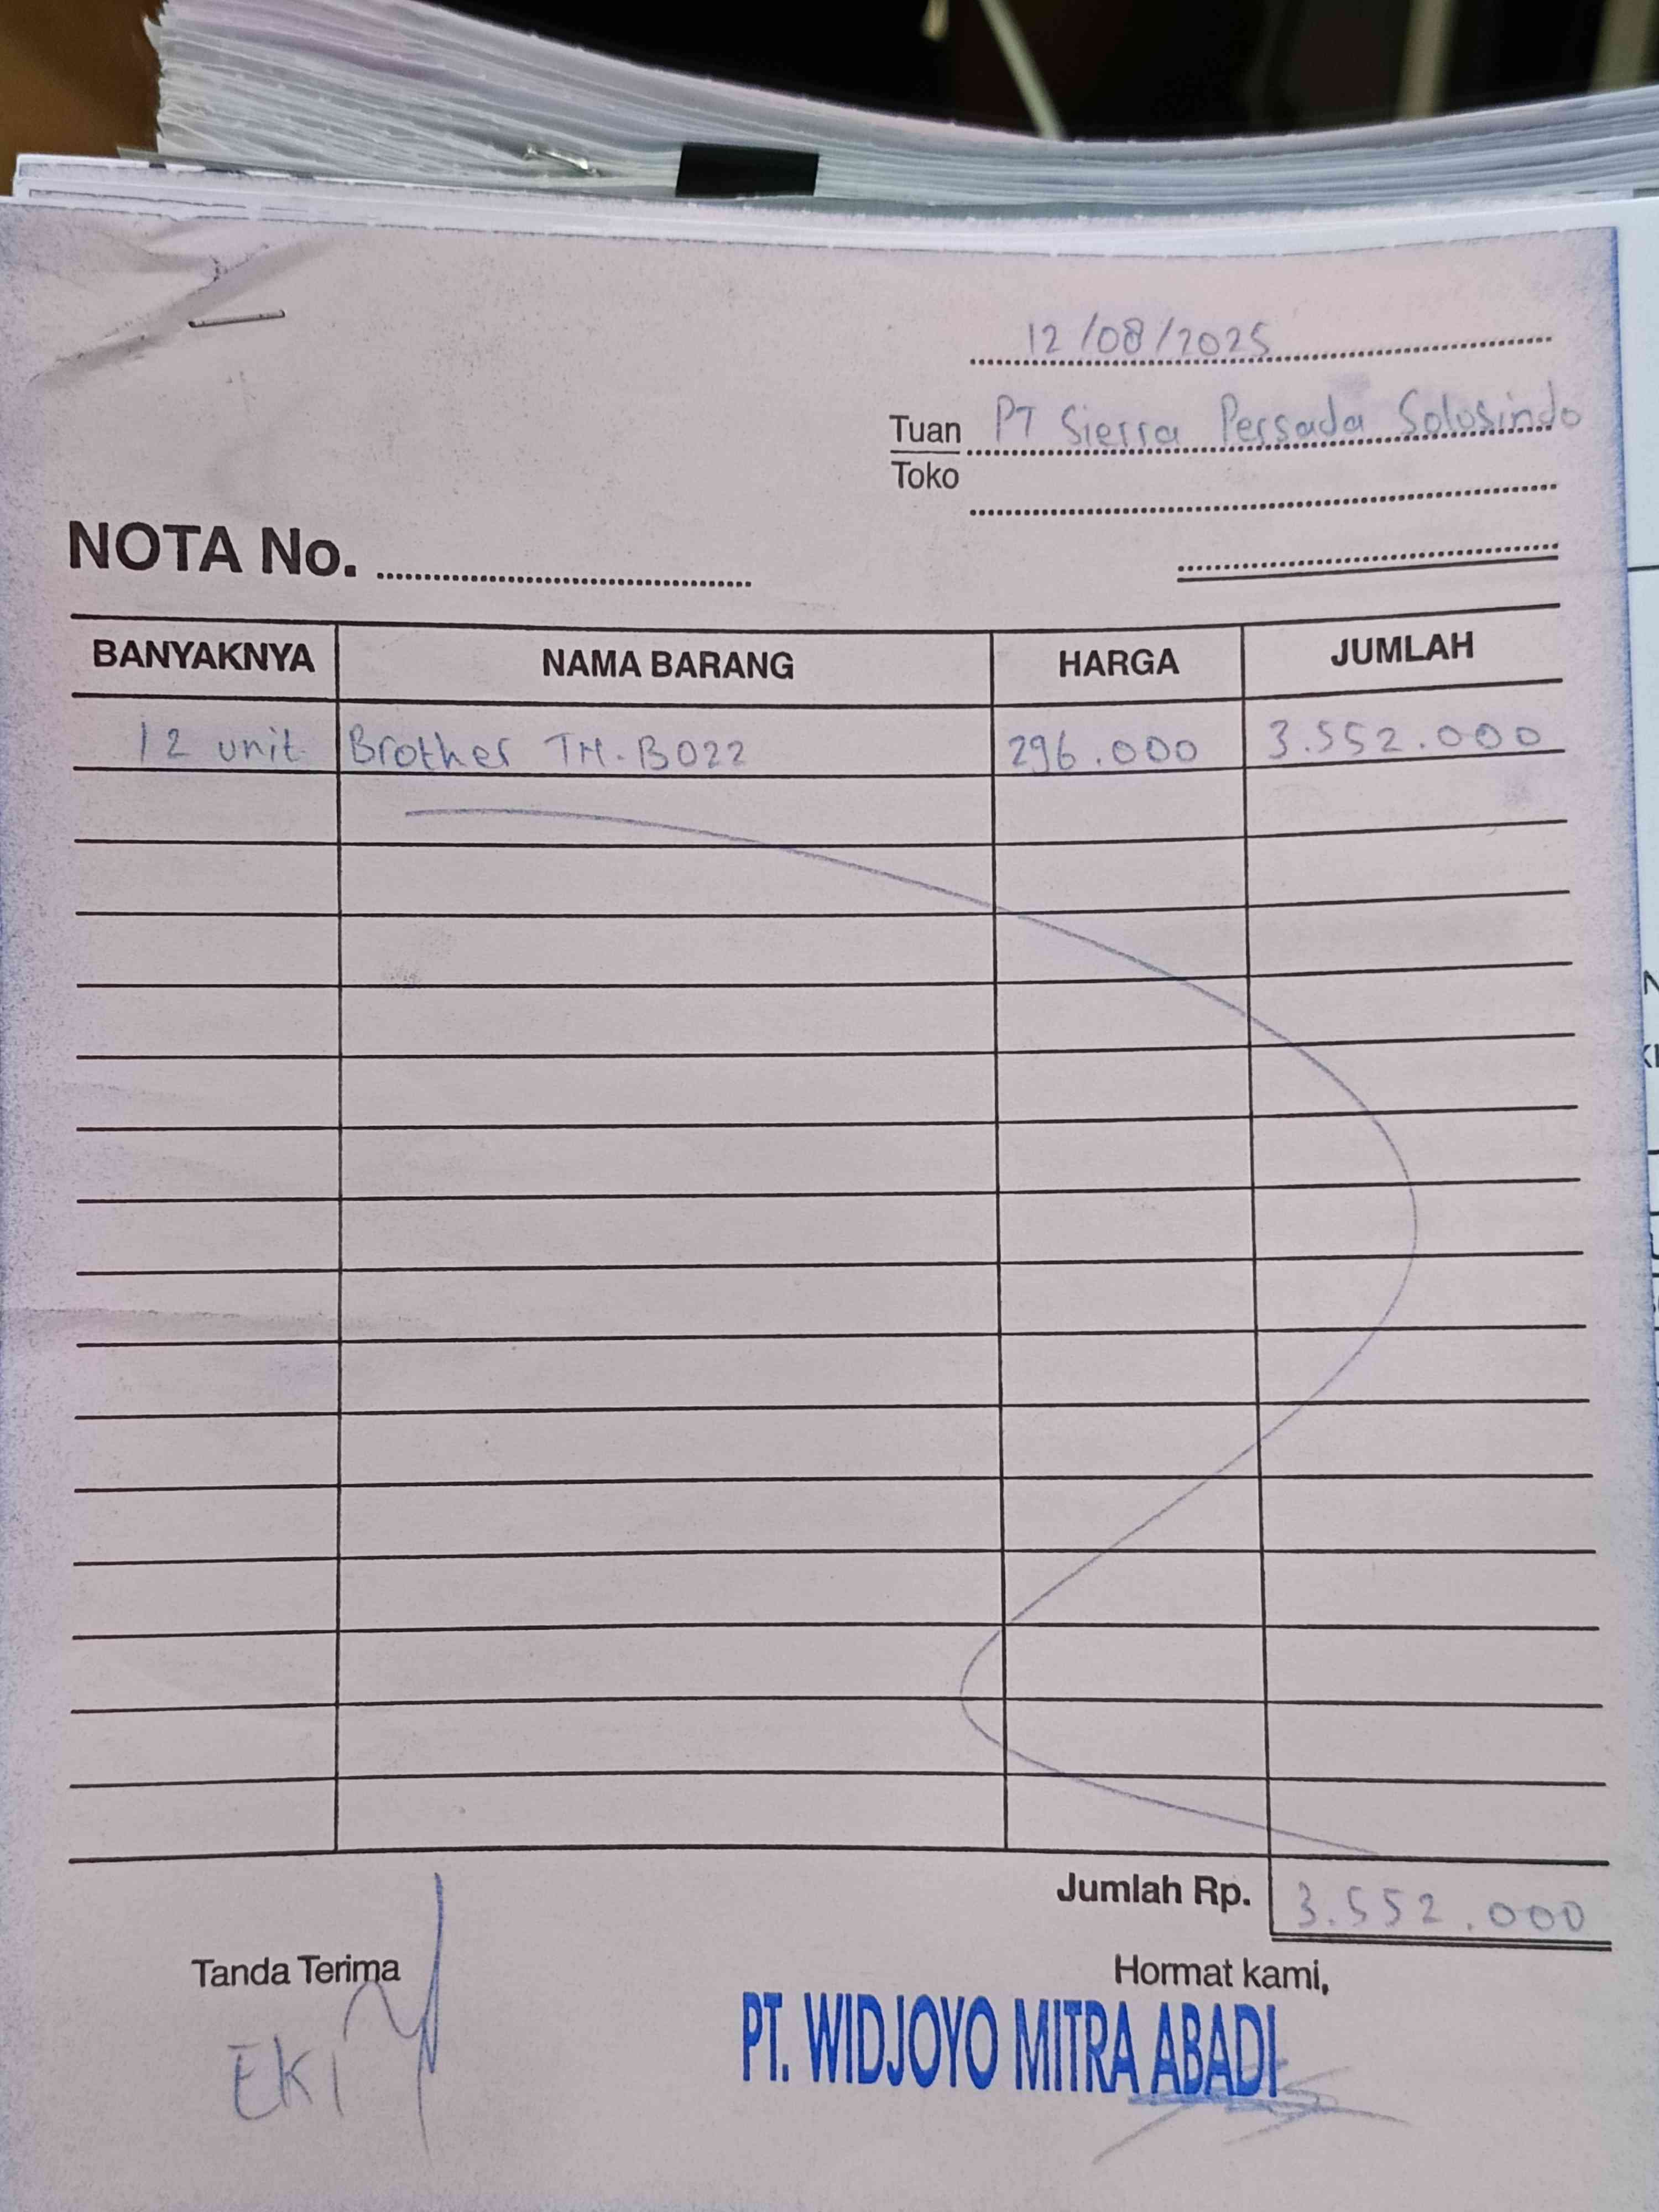 12/08/2025
Tuan PT Sierra Persada Solusindo
Toko
NOTA No.
BANYAKNYA NAMA BARANG HARGA JUMLAH
12 unit Brother TN.B022 296.000 3.552.000
Jumlah Rp. 3.552.000
Tanda Terima Hormat kami,
EKI PT. WIDJOYO MITRA ABADI